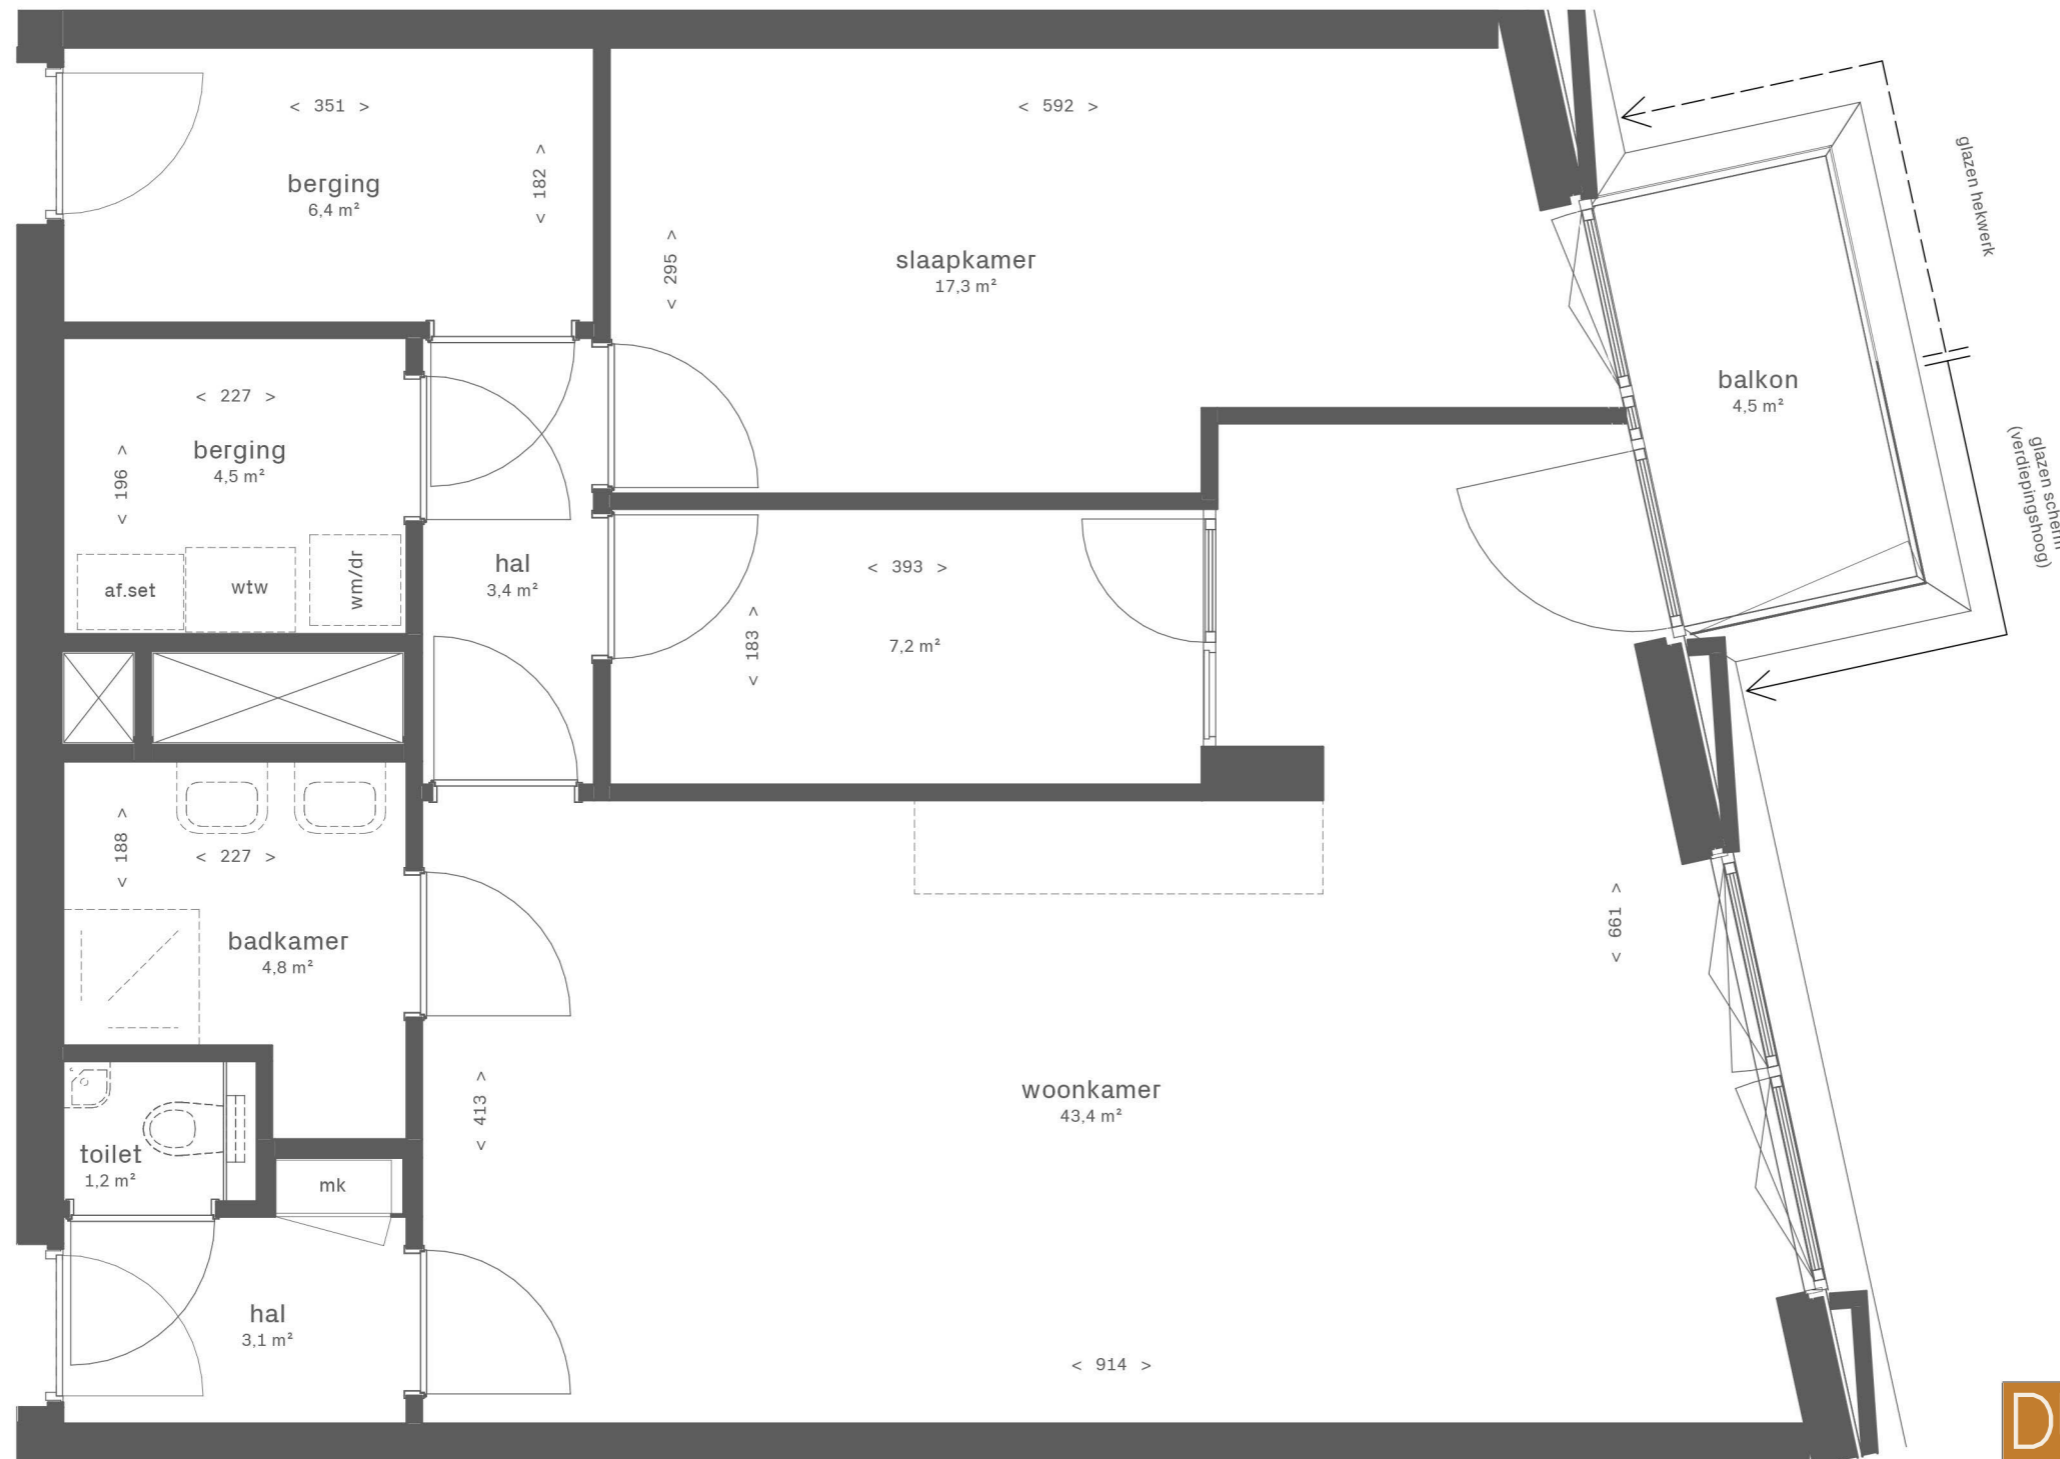 < 351 >
berging
6,4 m²
< 182 >
< 592 >
slaapkamer
17,3 m²
< 295 >
glazen hekwerk
balkon
4,5 m²
glazen scherm
(verdiepingshoog)
< 227 >
berging
4,5 m²
< 196 >
af.set
wtw
wm/dr
hal
3,4 m²
< 393 >
7,2 m²
< 183 >
< 188 >
< 227 >
badkamer
4,8 m²
< 661 >
woonkamer
43,4 m²
< 413 >
toilet
1,2 m²
mk
hal
3,1 m²
< 914 >
D